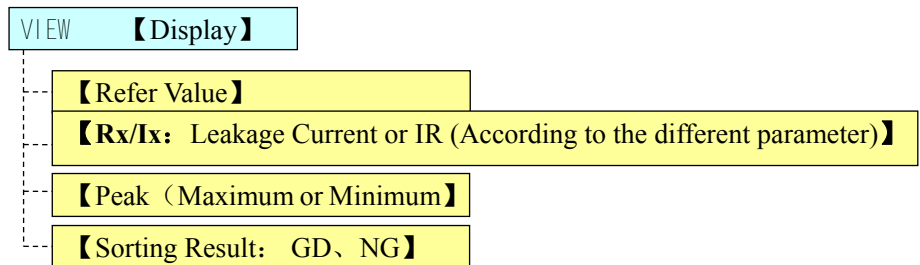 VIEW 【Display】
【Refer Value】
【Rx/Ix：Leakage Current or IR (According to the different parameter)】
【Peak（Maximum or Minimum】
【Sorting Result： GD、NG】